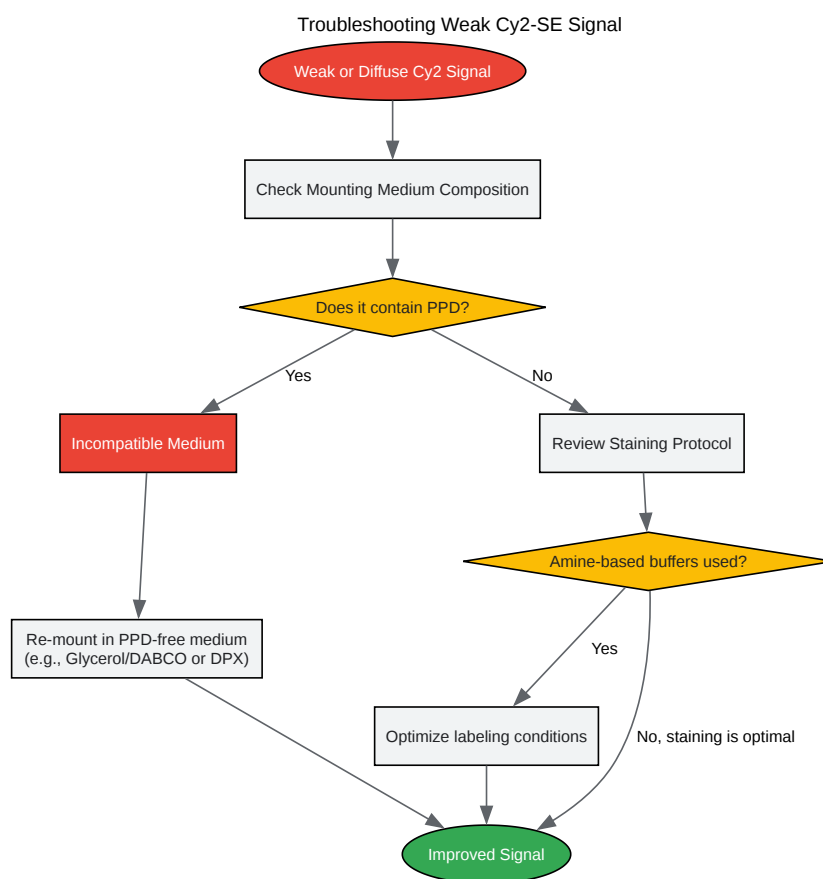 Troubleshooting Weak Cy2-SE Signal
Weak or Diffuse Cy2 Signal
Check Mounting Medium Composition
Does it contain PPD?
Yes
No
Incompatible Medium
Review Staining Protocol
Amine-based buffers used?
Re-mount in PPD-free medium
(e.g., Glycerol/DABCO or DPX)
Yes
Optimize labeling conditions
No, staining is optimal
Improved Signal